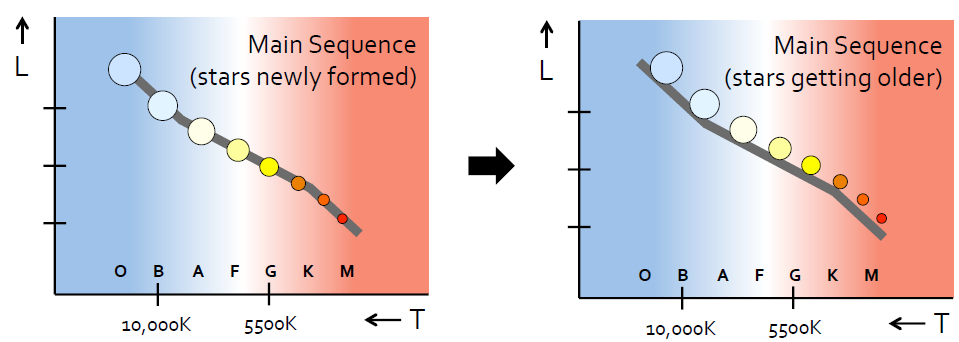 Main Sequence
(stars newly formed)
L
O B A F G K M
10,000K 5500K
T
Main Sequence
(stars getting older)
L
O B A F G K M
10,000K 5500K
T